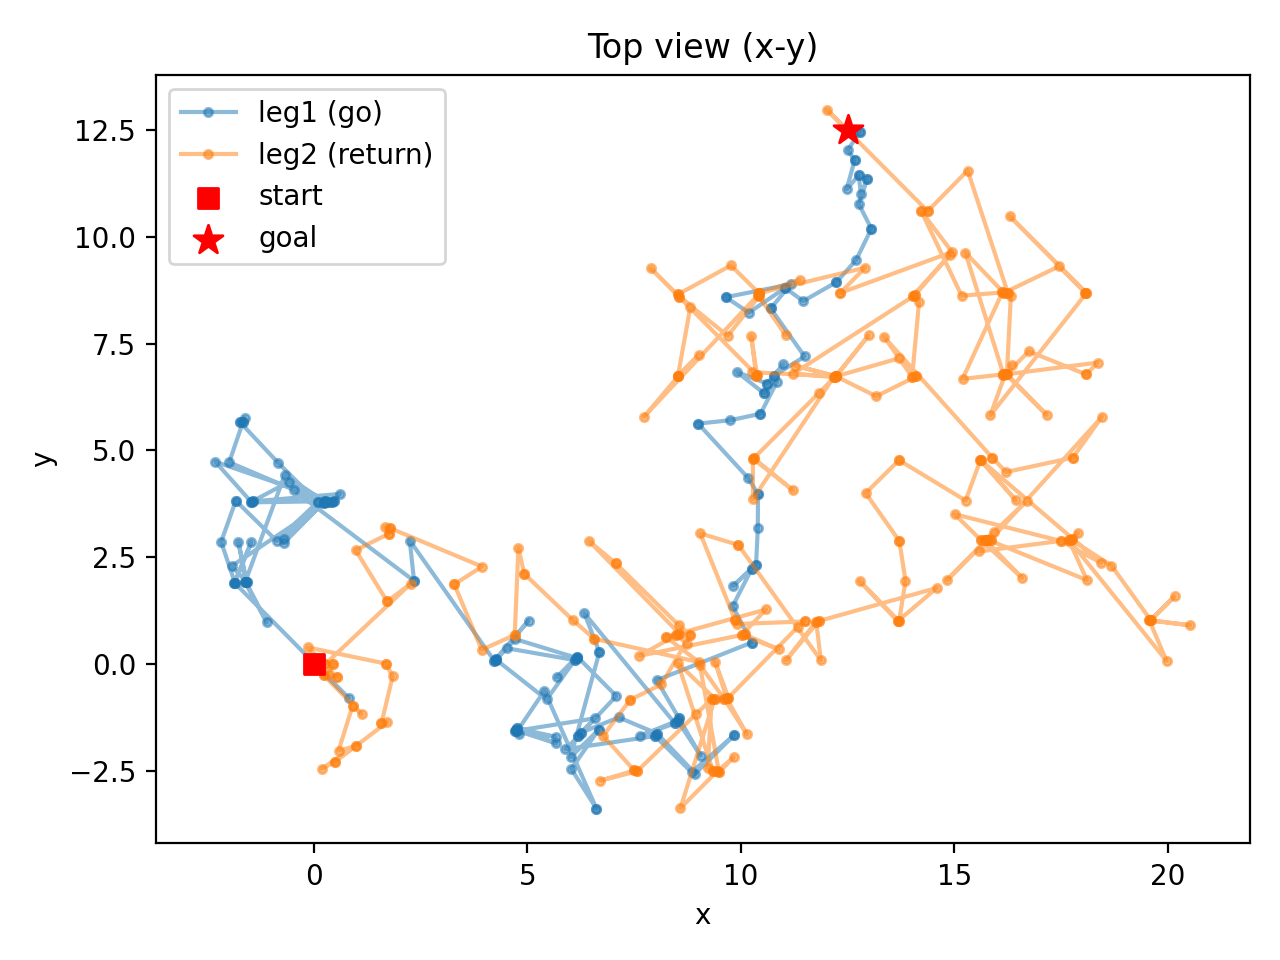 Top view (x-y)
leg1 (go)
leg2 (return)
start
goal
12.5
10.0
7.5
5.0
2.5
0.0
−2.5
y
0 5 10 15 20
x